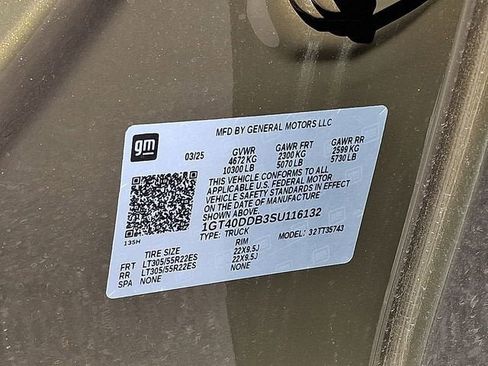 MFD BY GENERAL MOTORS LLC
gm
03/25 GVWR GAWR FRT GAWR RR
4672 KG 2300 KG 2599 KG
10300 LB 5070 LB 5730 LB
THIS VEHICLE CONFORMS TO ALL
APPLICABLE U.S. FEDERAL MOTOR
VEHICLE SAFETY STANDARDS IN EFFECT
ON THE DATE OF MANUFACTURE
SHOWN ABOVE.
1GT40DDB3SU116132
TYPE: TRUCK MODEL: 32TT35743
135H
TIRE SIZE RIM
FRT LT305/55R22ES 22X9.5J
RR LT305/55R22ES 22X9.5J
SPA NONE NONE